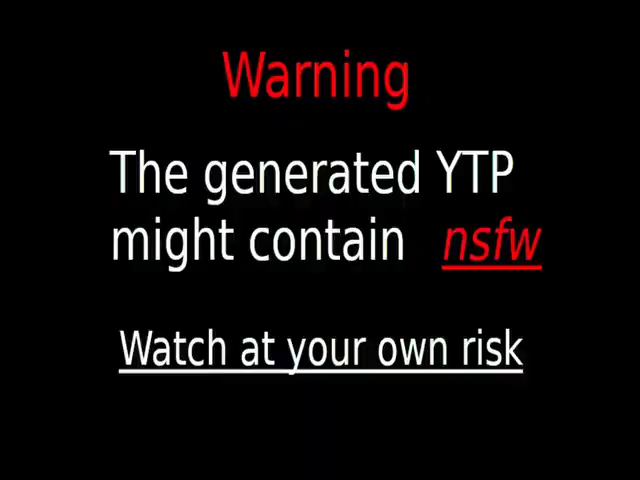 Warning
The generated YTP
might contain nsfw
Watch at your own risk